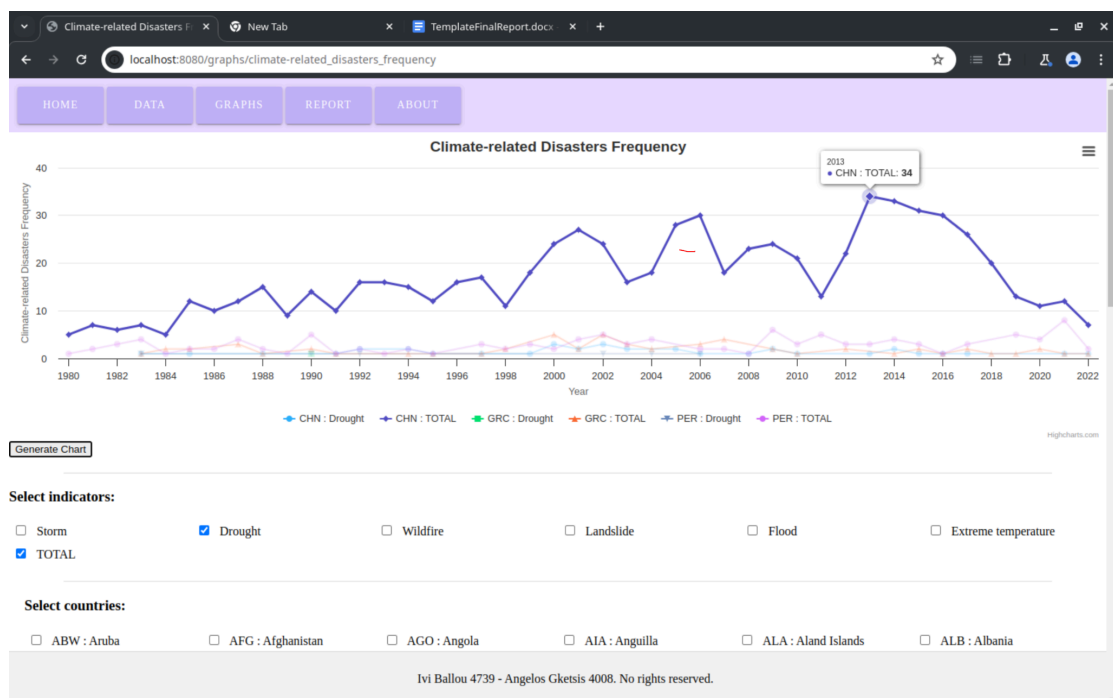 Climate-related Disasters F
New Tab
TemplateFinalReport.docx
localhost:8080/graphs/climate-related_disasters_frequency
HOME DATA GRAPHS REPORT ABOUT
Climate-related Disasters Frequency
2013
CHN : TOTAL: 34
Climate-related Disasters Frequency
40
30
20
10
0
1980 1982 1984 1986 1988 1990 1992 1994 1996 1998 2000 2002 2004 2006 2008 2010 2012 2014 2016 2018 2020 2022
Year
CHN : Drought CHN : TOTAL GRC : Drought GRC : TOTAL PER : Drought PER : TOTAL
Highcharts.com
Generate Chart
Select indicators:
Storm Drought Wildfire Landslide Flood Extreme temperature
TOTAL
Select countries:
ABW : Aruba AFG : Afghanistan AGO : Angola AIA : Anguilla ALA : Aland Islands ALB : Albania
Ivi Ballou 4739 - Angelos Gketsis 4008. No rights reserved.